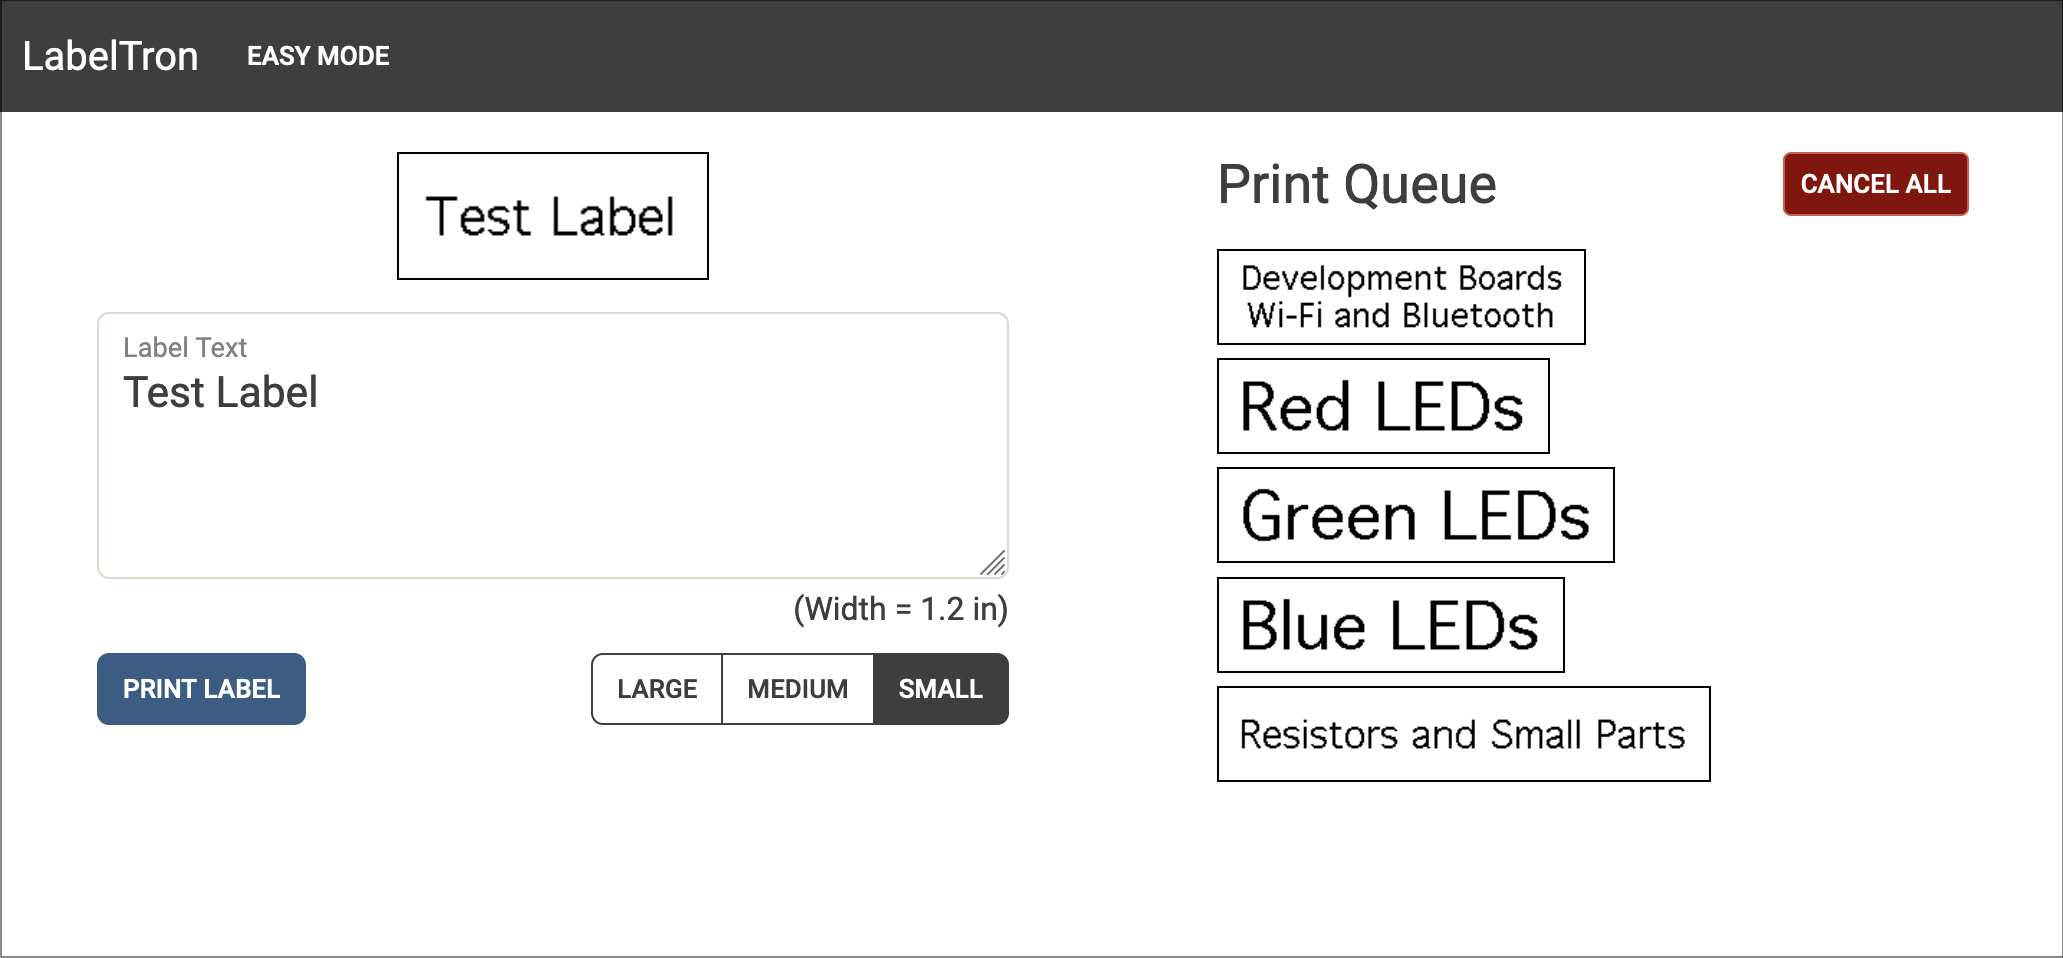 LabelTron EASY MODE
Test Label
Label Text
Test Label
(Width = 1.2 in)
PRINT LABEL
LARGE MEDIUM SMALL
Print Queue
CANCEL ALL
Development Boards
Wi-Fi and Bluetooth
Red LEDs
Green LEDs
Blue LEDs
Resistors and Small Parts